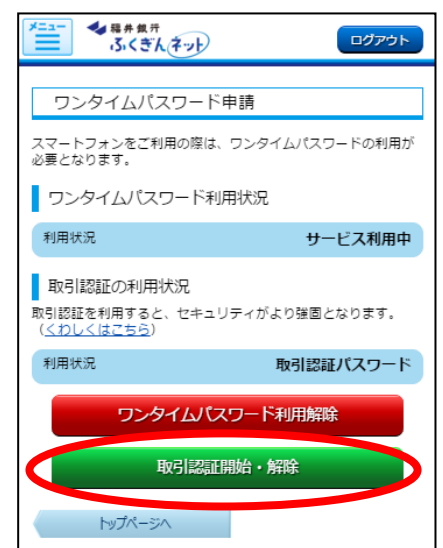 メニュー
福井銀行
ふくぎんネット
ログアウト
ワンタイムパスワード申請
スマートフォンをご利用の際は、ワンタイムパスワードの利用が
必要となります。
ワンタイムパスワード利用状況
利用状況 サービス利用中
取引認証の利用状況
取引認証を利用すると、セキュリティがより強固となります。
（くわしくはこちら）
利用状況 取引認証パスワード
ワンタイムパスワード利用解除
取引認証開始・解除
トップページへ